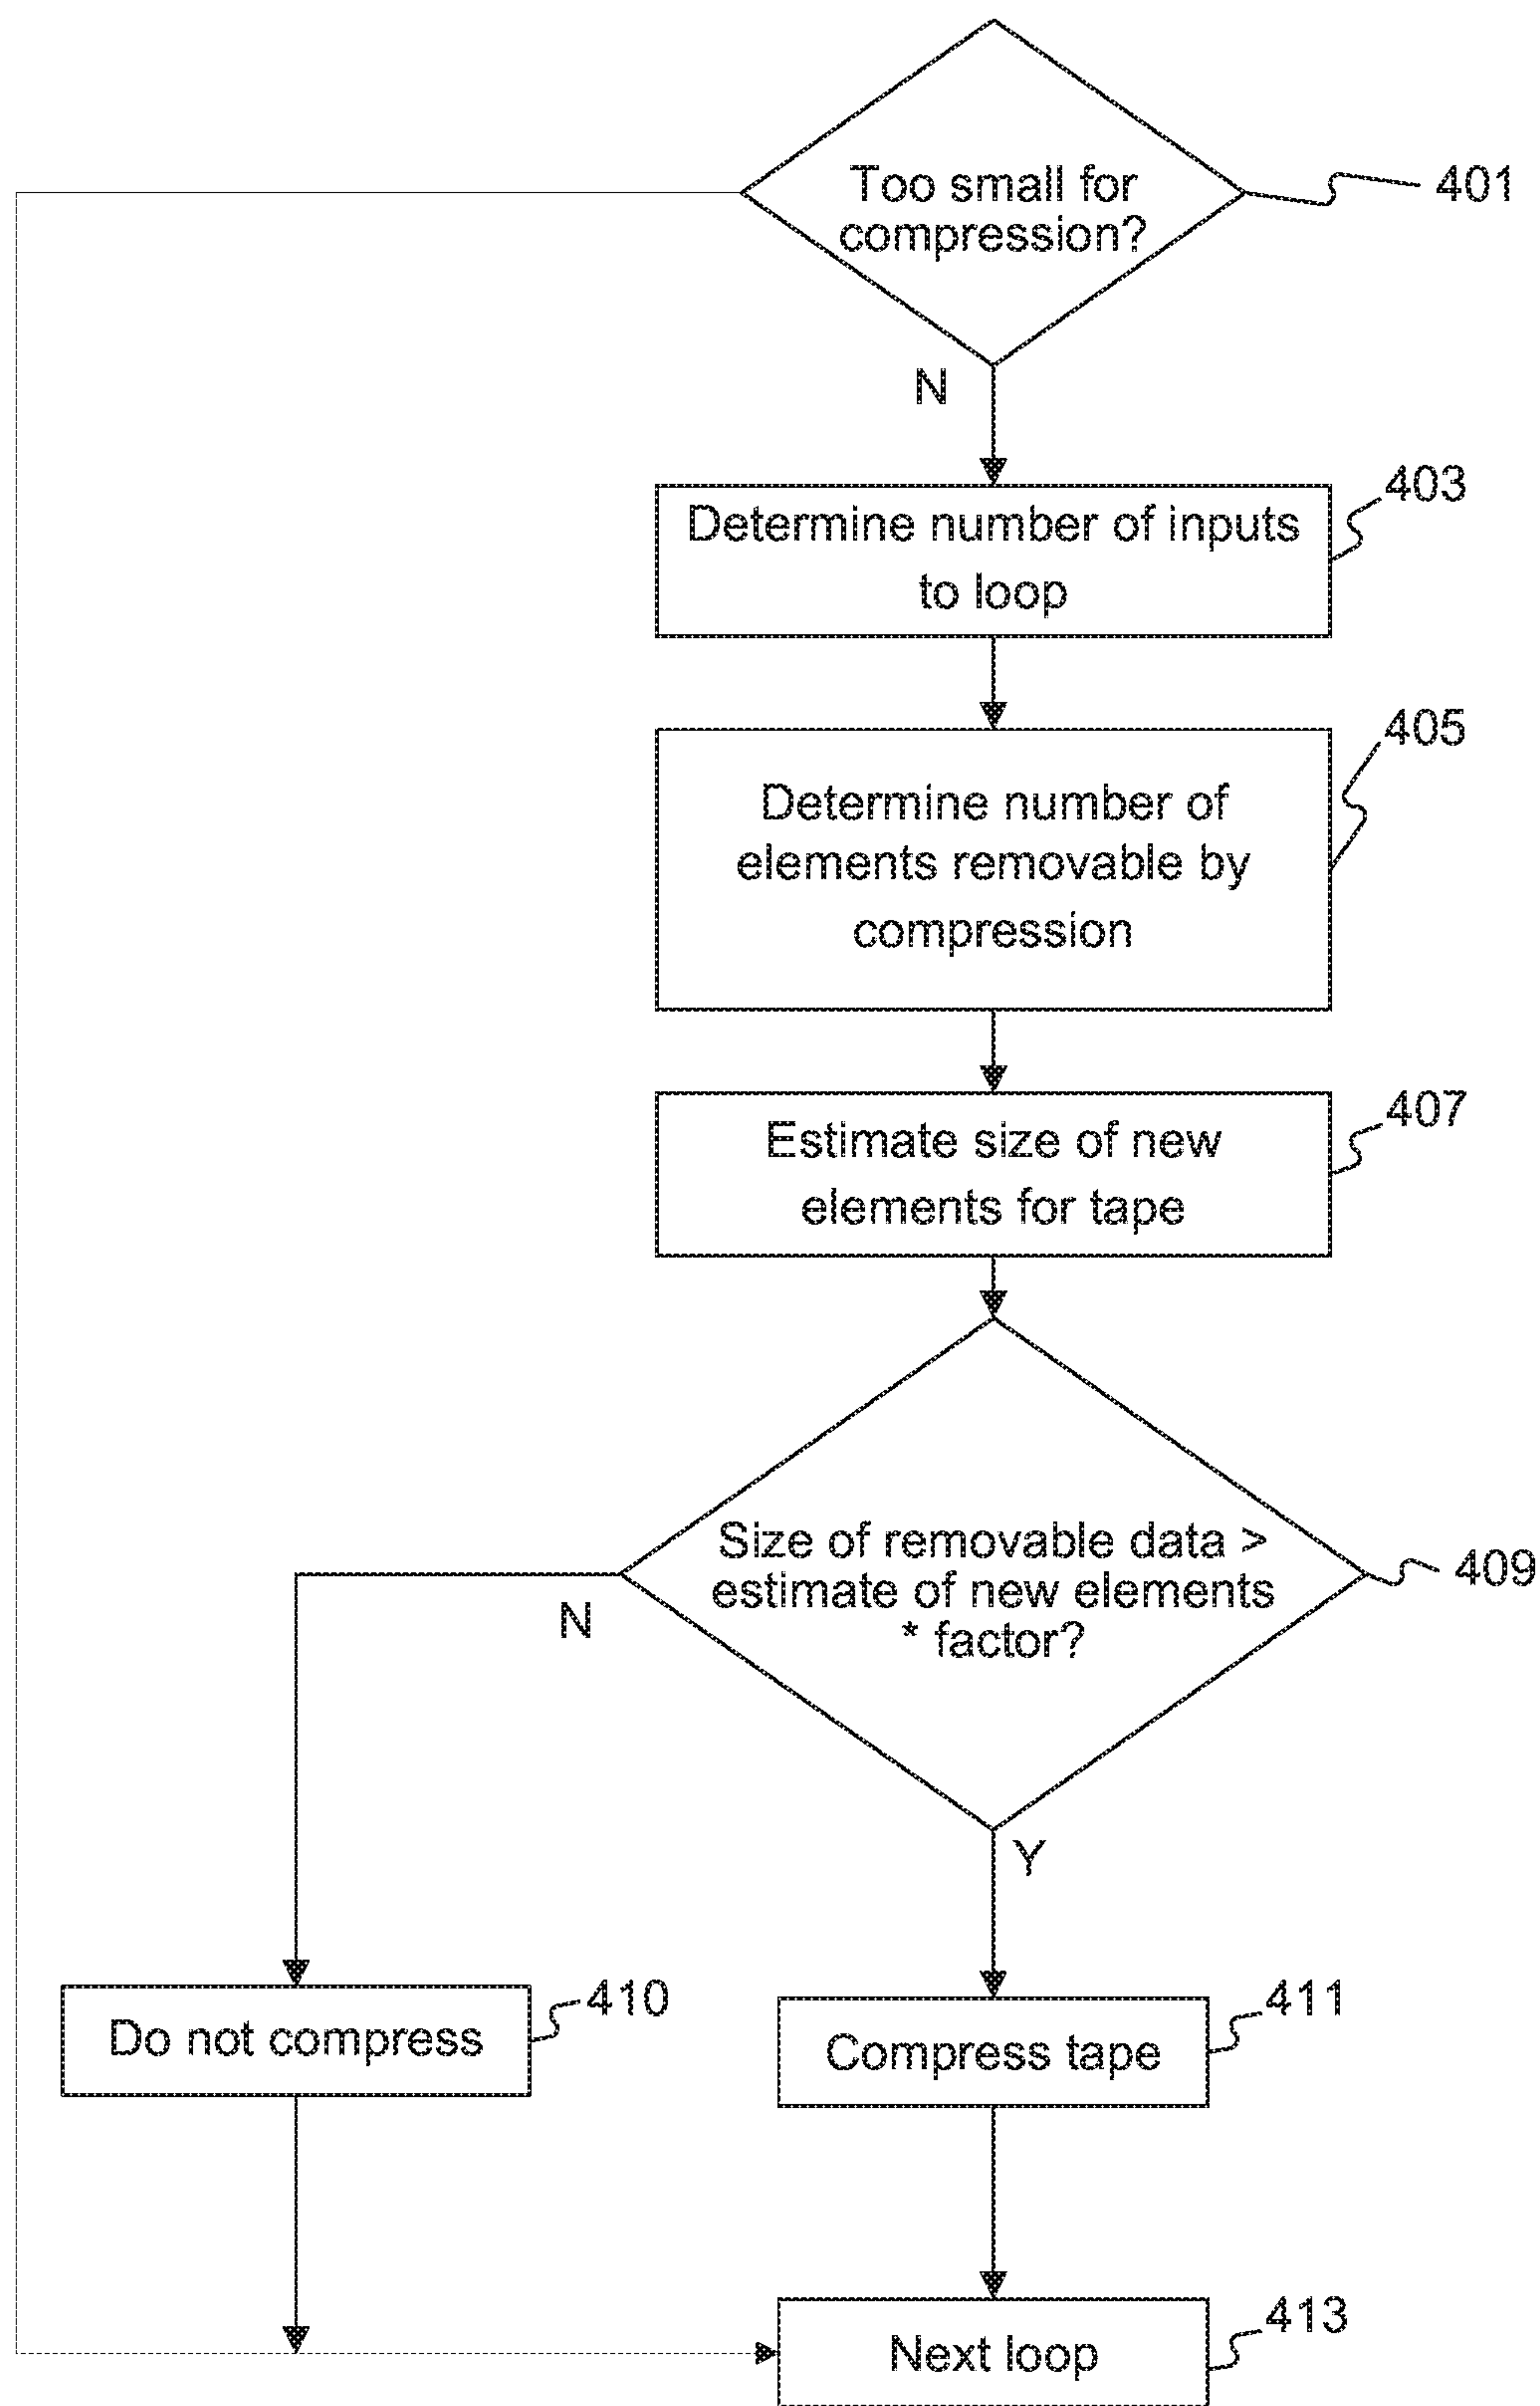 Too small for
compression?
401
N
Determine number of inputs
to loop
403
Determine number of
elements removable by
compression
405
Estimate size of new
elements for tape
407
Size of removable data >
estimate of new elements
* factor?
409
N
Y
Do not compress
410
Compress tape
411
Next loop
413